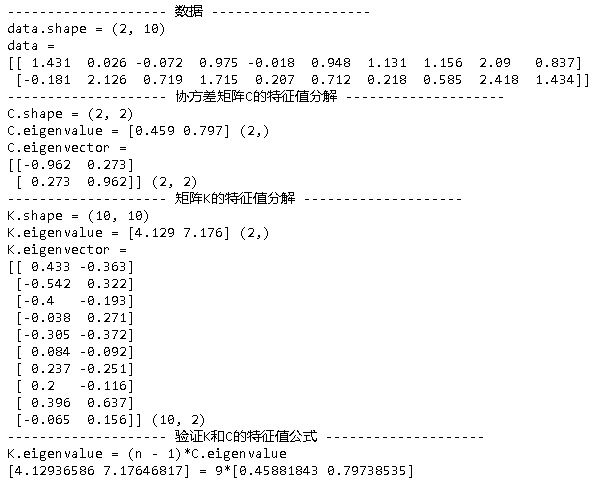 -------------------- 数据 --------------------
data.shape = (2, 10)
data =
[[ 1.431  0.026 -0.072  0.975 -0.018  0.948  1.131  1.156  2.09   0.837]
 [-0.181  2.126  0.719  1.715  0.207  0.712  0.218  0.585  2.418  1.434]]
-------------------- 协方差矩阵C的特征值分解 --------------------
C.shape = (2, 2)
C.eigenvalue = [0.459 0.797] (2,)
C.eigenvector =
[[-0.962  0.273]
 [ 0.273  0.962]] (2, 2)
-------------------- 矩阵K的特征值分解 --------------------
K.shape = (10, 10)
K.eigenvalue = [4.129 7.176] (2,)
K.eigenvector =
[[ 0.433 -0.363]
 [-0.542  0.322]
 [-0.4   -0.193]
 [-0.038  0.271]
 [-0.305 -0.372]
 [ 0.084 -0.092]
 [ 0.237 -0.251]
 [ 0.2   -0.116]
 [ 0.396  0.637]
 [-0.065  0.156]] (10, 2)
-------------------- 验证K和C的特征值公式 --------------------
K.eigenvalue = (n - 1)*C.eigenvalue
[4.12936586 7.17646817] = 9*[0.45881843 0.79738535]